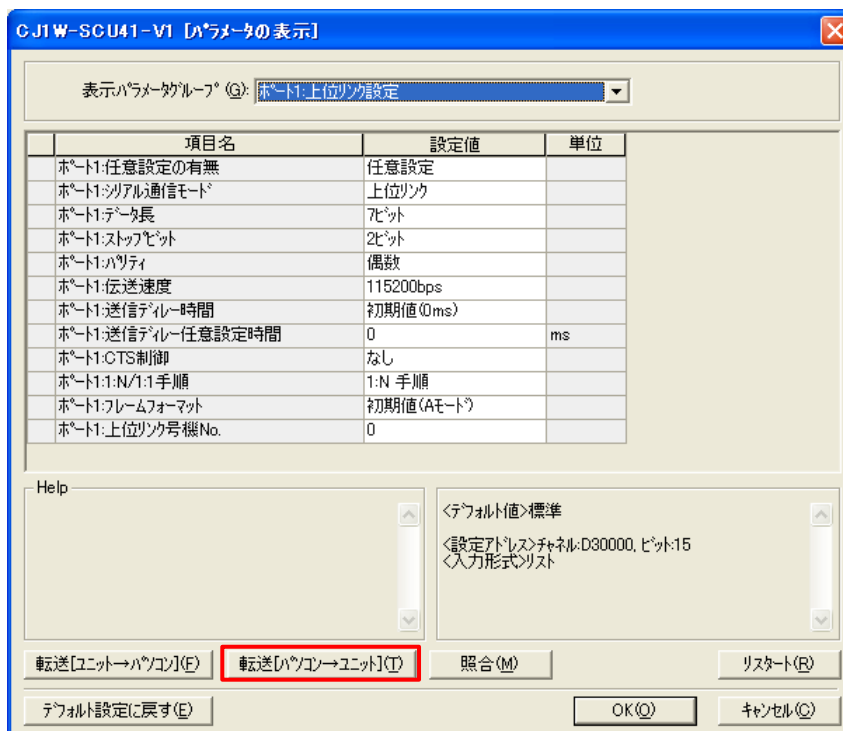 CJ1W-SCU41-V1 [ﾊﾟﾗﾒｰﾀの表示]
表示ﾊﾟﾗﾒｰﾀｸﾞﾙｰﾌﾟ(G): ﾎﾟｰﾄ1:上位ﾘﾝｸ設定
項目名 設定値 単位
ﾎﾟｰﾄ1:任意設定の有無 任意設定
ﾎﾟｰﾄ1:ｼﾘｱﾙ通信ﾓｰﾄﾞ 上位ﾘﾝｸ
ﾎﾟｰﾄ1:ﾃﾞｰﾀ長 7ﾋﾞｯﾄ
ﾎﾟｰﾄ1:ｽﾄｯﾌﾟﾋﾞｯﾄ 2ﾋﾞｯﾄ
ﾎﾟｰﾄ1:ﾊﾟﾘﾃｨ 偶数
ﾎﾟｰﾄ1:伝送速度 115200bps
ﾎﾟｰﾄ1:送信ﾃﾞｨﾚｰ時間 初期値(0ms)
ﾎﾟｰﾄ1:送信ﾃﾞｨﾚｰ任意設定時間 0 ms
ﾎﾟｰﾄ1:CTS制御 なし
ﾎﾟｰﾄ1:1:N/1:1手順 1:N 手順
ﾎﾟｰﾄ1:ﾌﾚｰﾑﾌｫｰﾏｯﾄ 初期値(Aﾓｰﾄﾞ)
ﾎﾟｰﾄ1:上位ﾘﾝｸ号機No. 0
Help
<ﾃﾞﾌｫﾙﾄ値>標準
<設定ｱﾄﾞﾚｽ>ﾁｬﾈﾙ:D30000, ﾋﾞｯﾄ:15
<入力形式>ﾘｽﾄ
転送[ﾕﾆｯﾄ→ﾊﾟｿｺﾝ](F) 転送[ﾊﾟｿｺﾝ→ﾕﾆｯﾄ](T) 照合(M) ﾘｽﾀｰﾄ(R)
ﾃﾞﾌｫﾙﾄ設定に戻す(E) OK(O) ｷｬﾝｾﾙ(C)